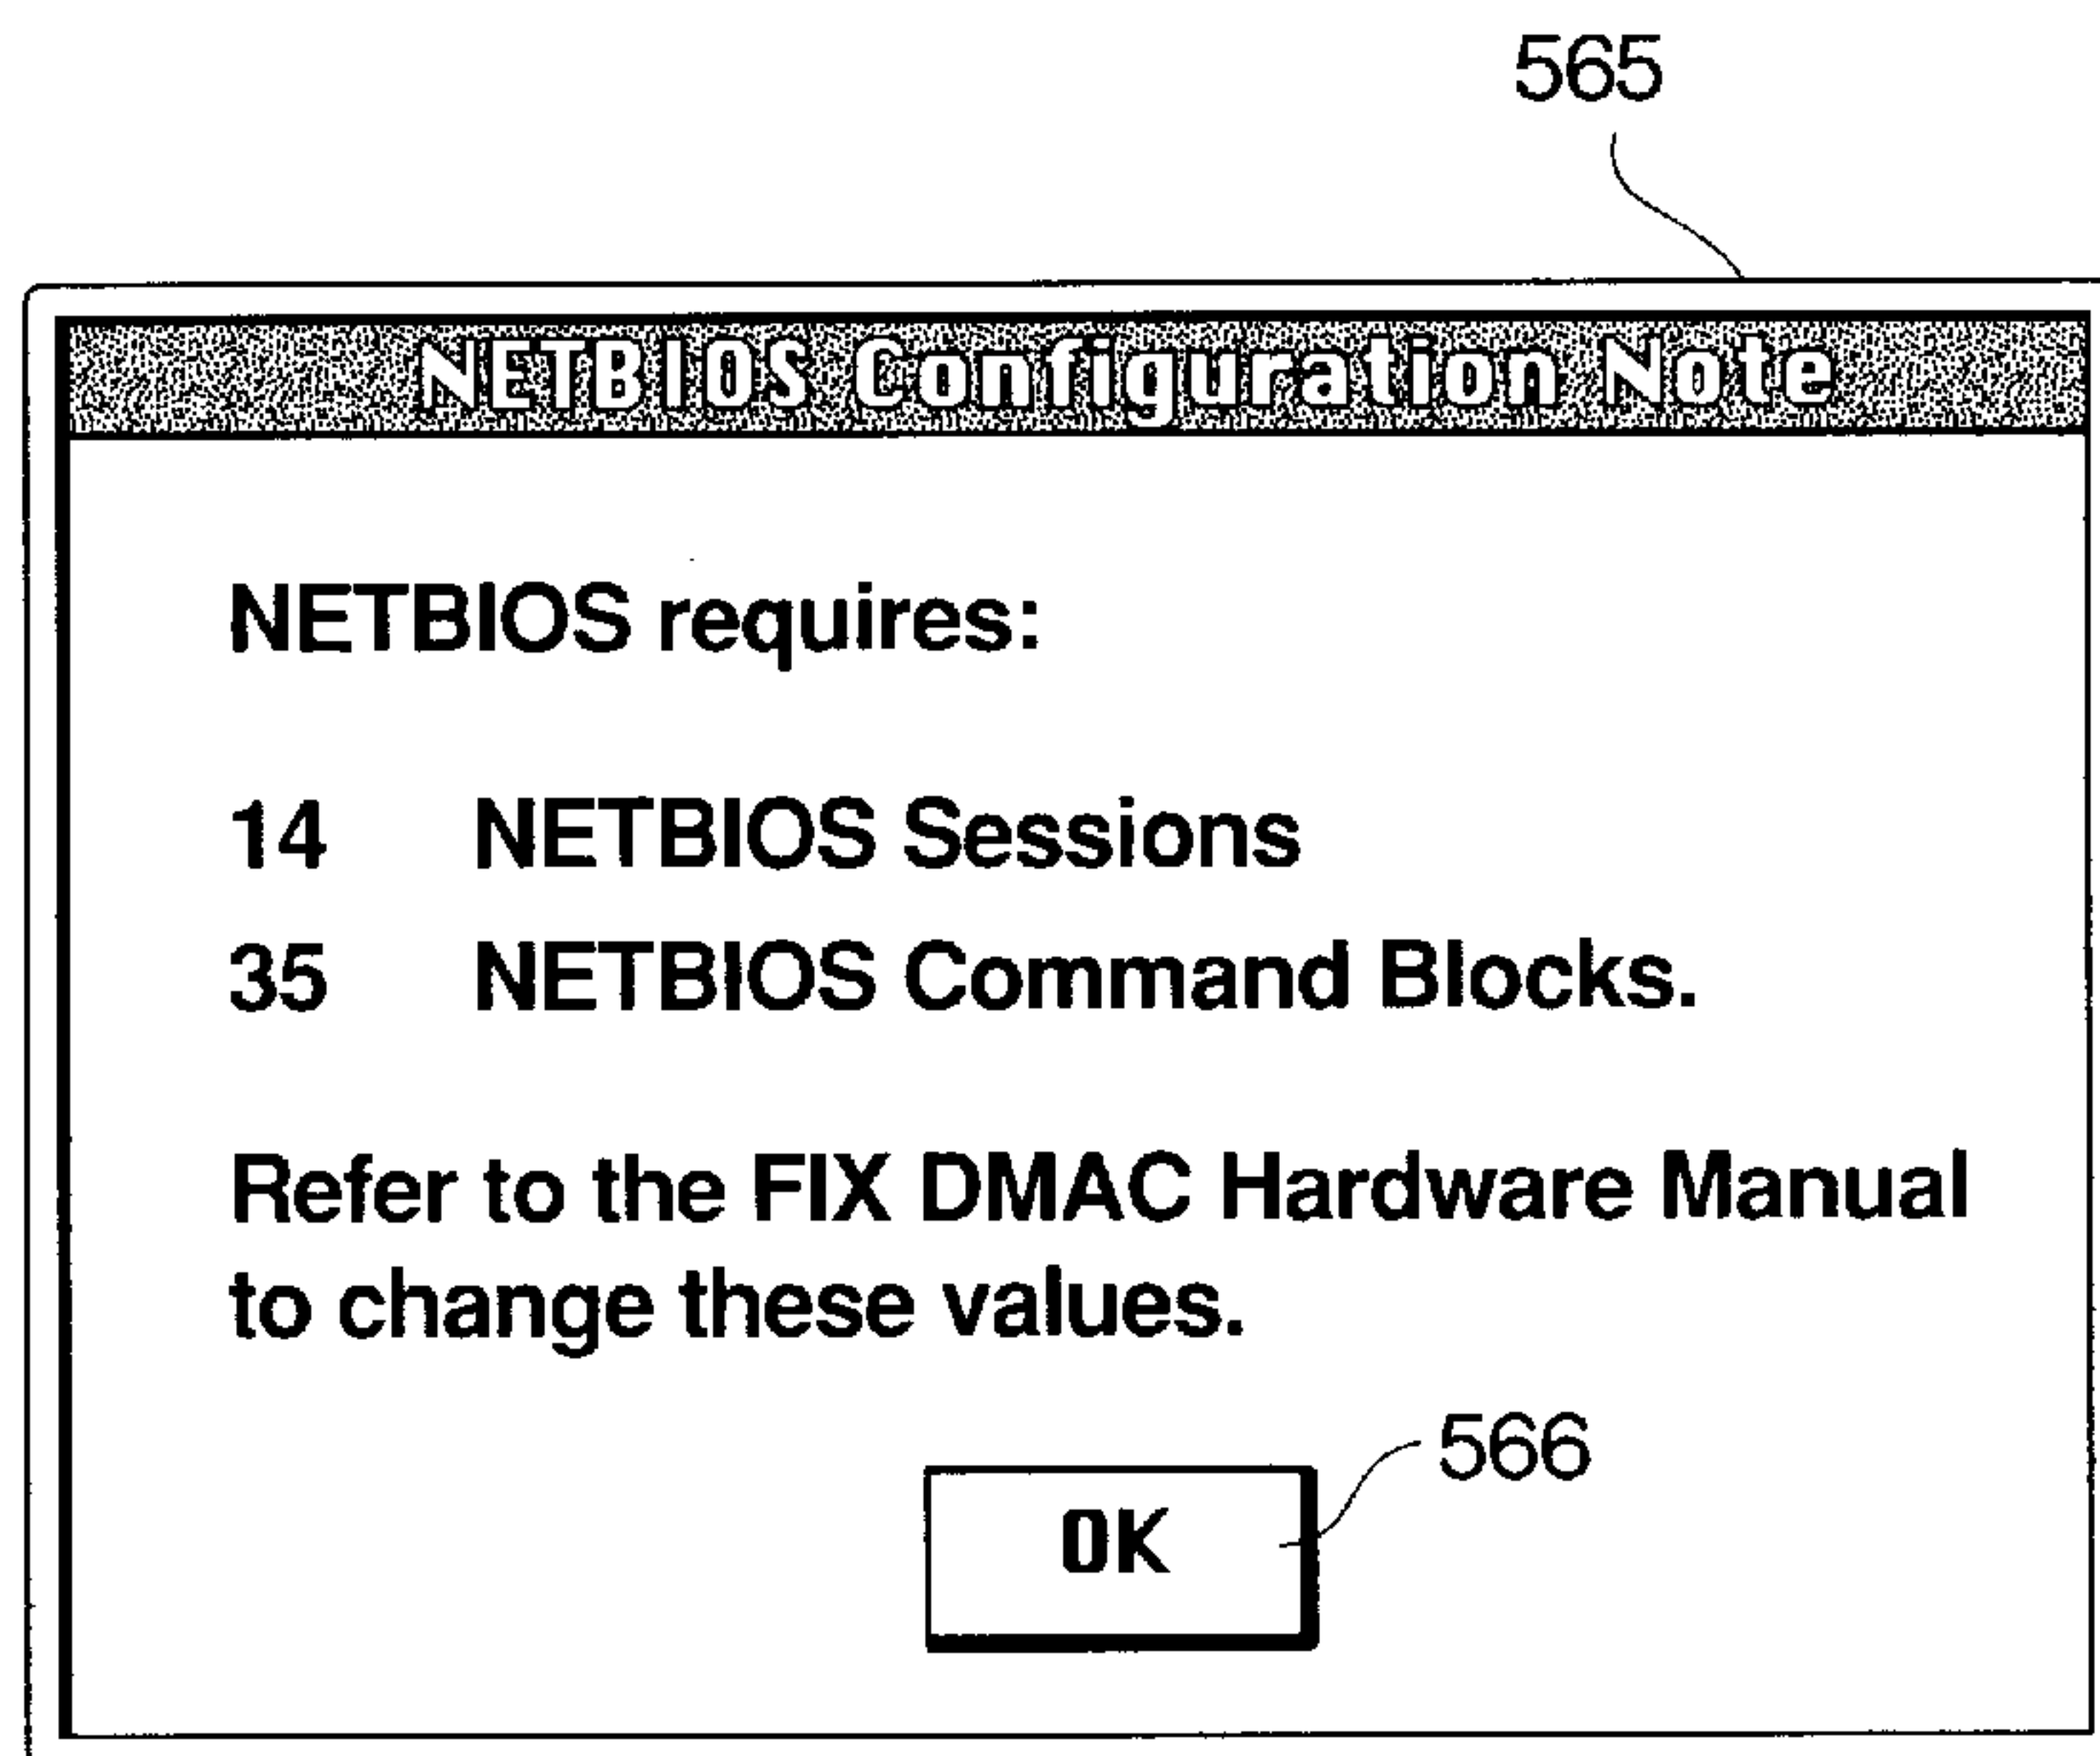 565
NETBIOS Configuration Note
NETBIOS requires:
14 NETBIOS Sessions
35 NETBIOS Command Blocks.
Refer to the FIX DMAC Hardware Manual
to change these values.
566
OK